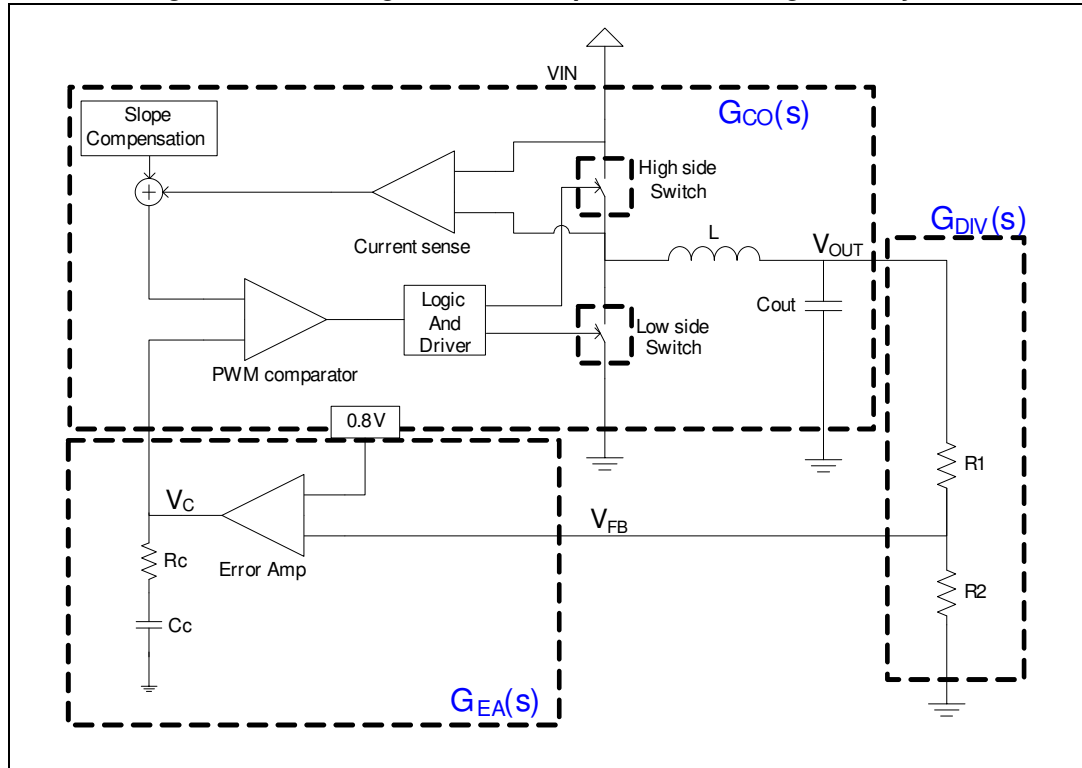 VIN
GCO(s)
Slope
Compensation
+
High side
Switch
Current sense
GDIV(s)
L
VOUT
Logic
And
Driver
Cout
Low side
Switch
PWM comparator
0.8V
R1
VC
VFB
Rc
Error Amp
R2
Cc
GEA(s)